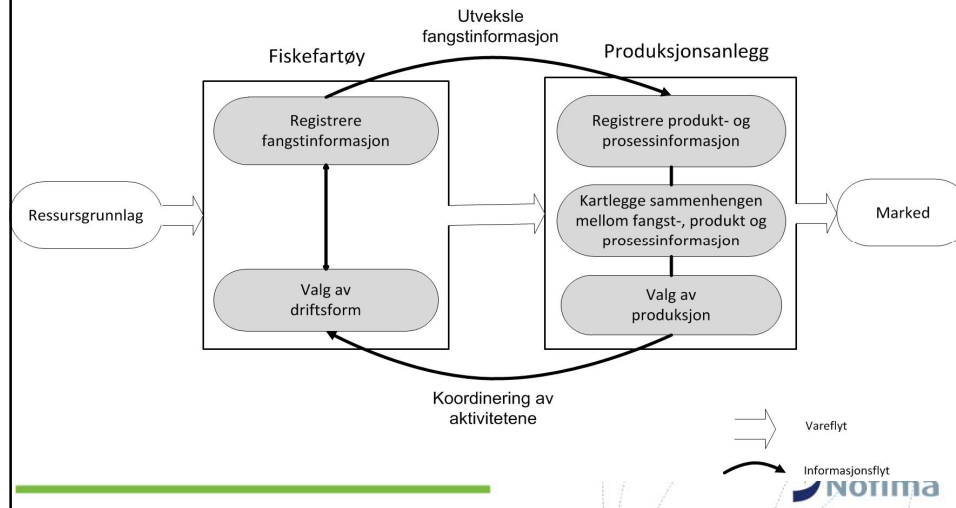 Utveksle
fangstinformasjon
Fiskefartøy
Produksjonsanlegg
Registrere
fangstinformasjon
Registrere produkt- og
prosessinformasjon
Ressursgrunnlag
Kartlegge sammenhengen
mellom fangst-, produkt og
prosessinformasjon
Marked
Valg av
driftsform
Valg av
produksjon
Koordinering av
aktivitetene
Vareflyt
Informasjonsflyt
Nofima